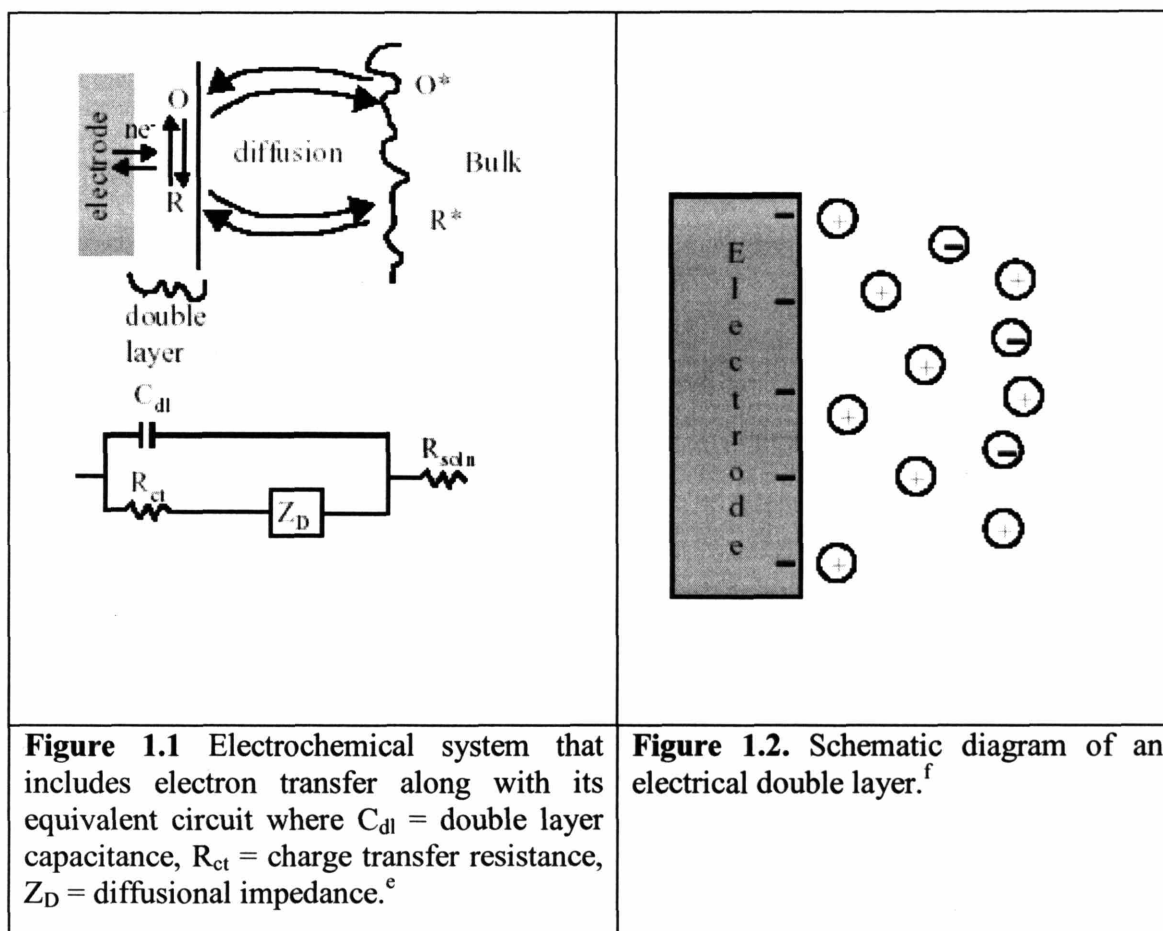 O*
O
ne-
electrode
diffusion
Bulk
R
R*
double
layer
C_dl
R_soln
R_ct
Z_D
Electrode
+
-
Figure 1.1 Electrochemical system that
includes electron transfer along with its
equivalent circuit where C_dl = double layer
capacitance, R_ct = charge transfer resistance,
Z_D = diffusional impedance.^e
Figure 1.2. Schematic diagram of an
electrical double layer.^f